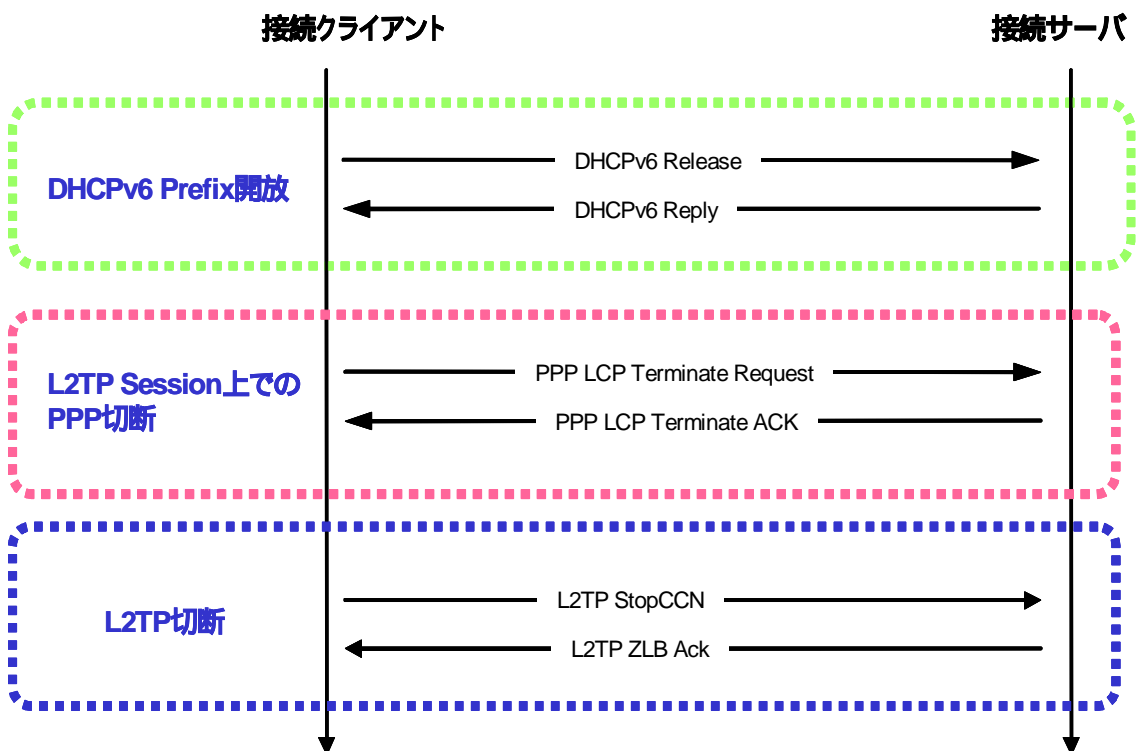 接続クライアント
接続サーバ
DHCPv6 Prefix開放
DHCPv6 Release
DHCPv6 Reply
L2TP Session上での
PPP切断
PPP LCP Terminate Request
PPP LCP Terminate ACK
L2TP切断
L2TP StopCCN
L2TP ZLB Ack